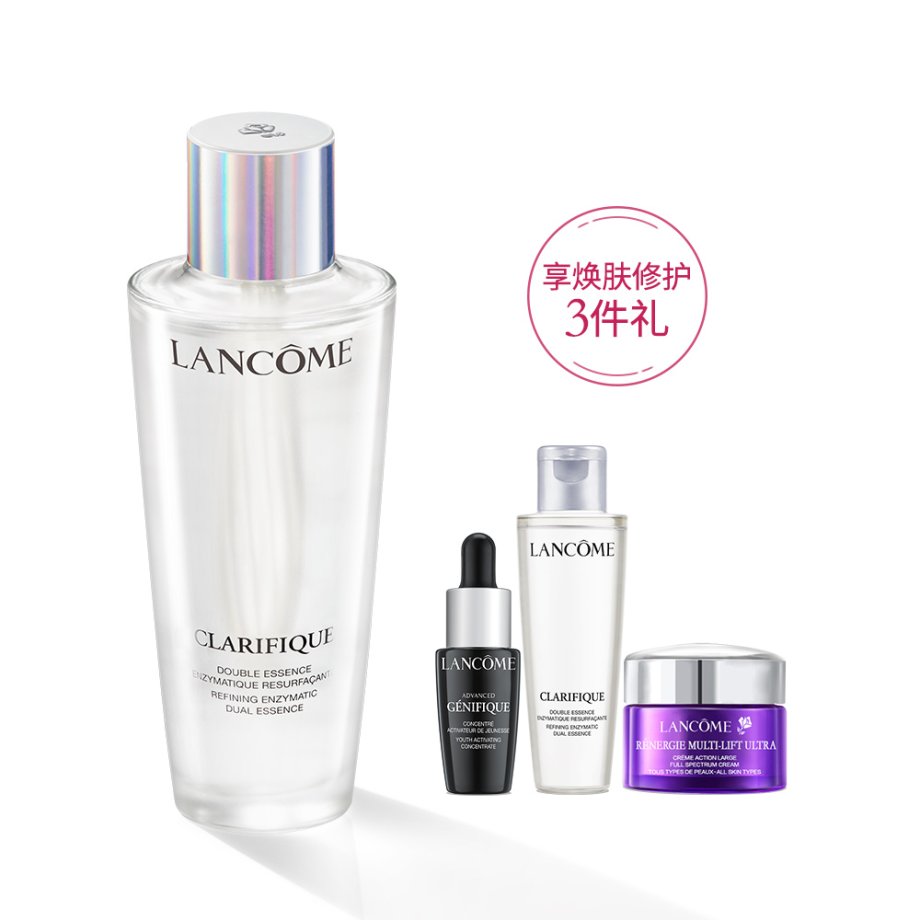 LANCÔME
CLARIFIQUE
DOUBLE ESSENCE
ENZYMATIQUE RESURFAÇANT
REFINING ENZYMATIC
DUAL ESSENCE
享焕肤修护
3件礼
LANCÔME
ADVANCED
GÉNIFIQUE
CONCENTRÉ
ACTIVATEUR DE JEUNESSE
YOUTH ACTIVATING
CONCENTRATE
LANCÔME
CLARIFIQUE
DOUBLE ESSENCE
ENZYMATIQUE RESURFAÇANTE
REFINING ENZYMATIC
DUAL ESSENCE
LANCÔME
RÉNERGIE MULTI-LIFT ULTRA
CRÈME ACTION LARGE
FULL SPECTRUM CREAM
TOUS TYPES DE PEAUX-ALL SKIN TYPES